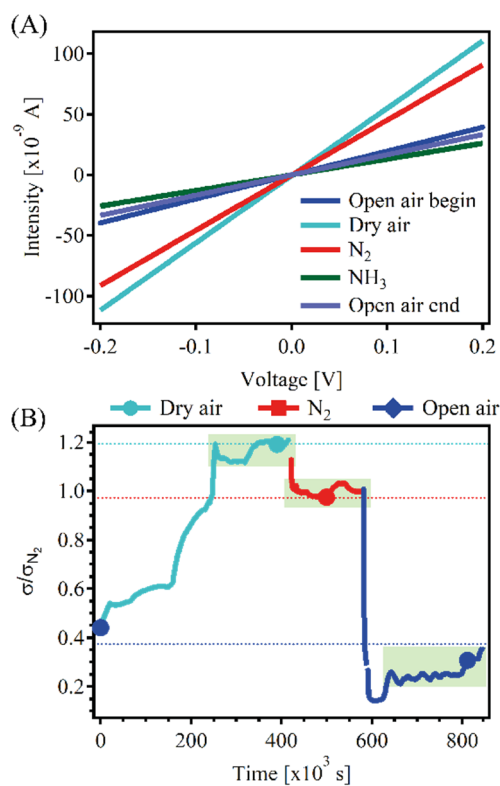 (A)
100
50
0
-50
-100
Intensity [x10⁻⁹ A]
Open air begin
Dry air
N₂
NH₃
Open air end
-0.2 -0.1 0.0 0.1 0.2
Voltage [V]
(B)
Dry air N₂ Open air
1.2
1.0
0.8
0.6
0.4
0.2
σ/σN₂
0 200 400 600 800
Time [x10³ s]